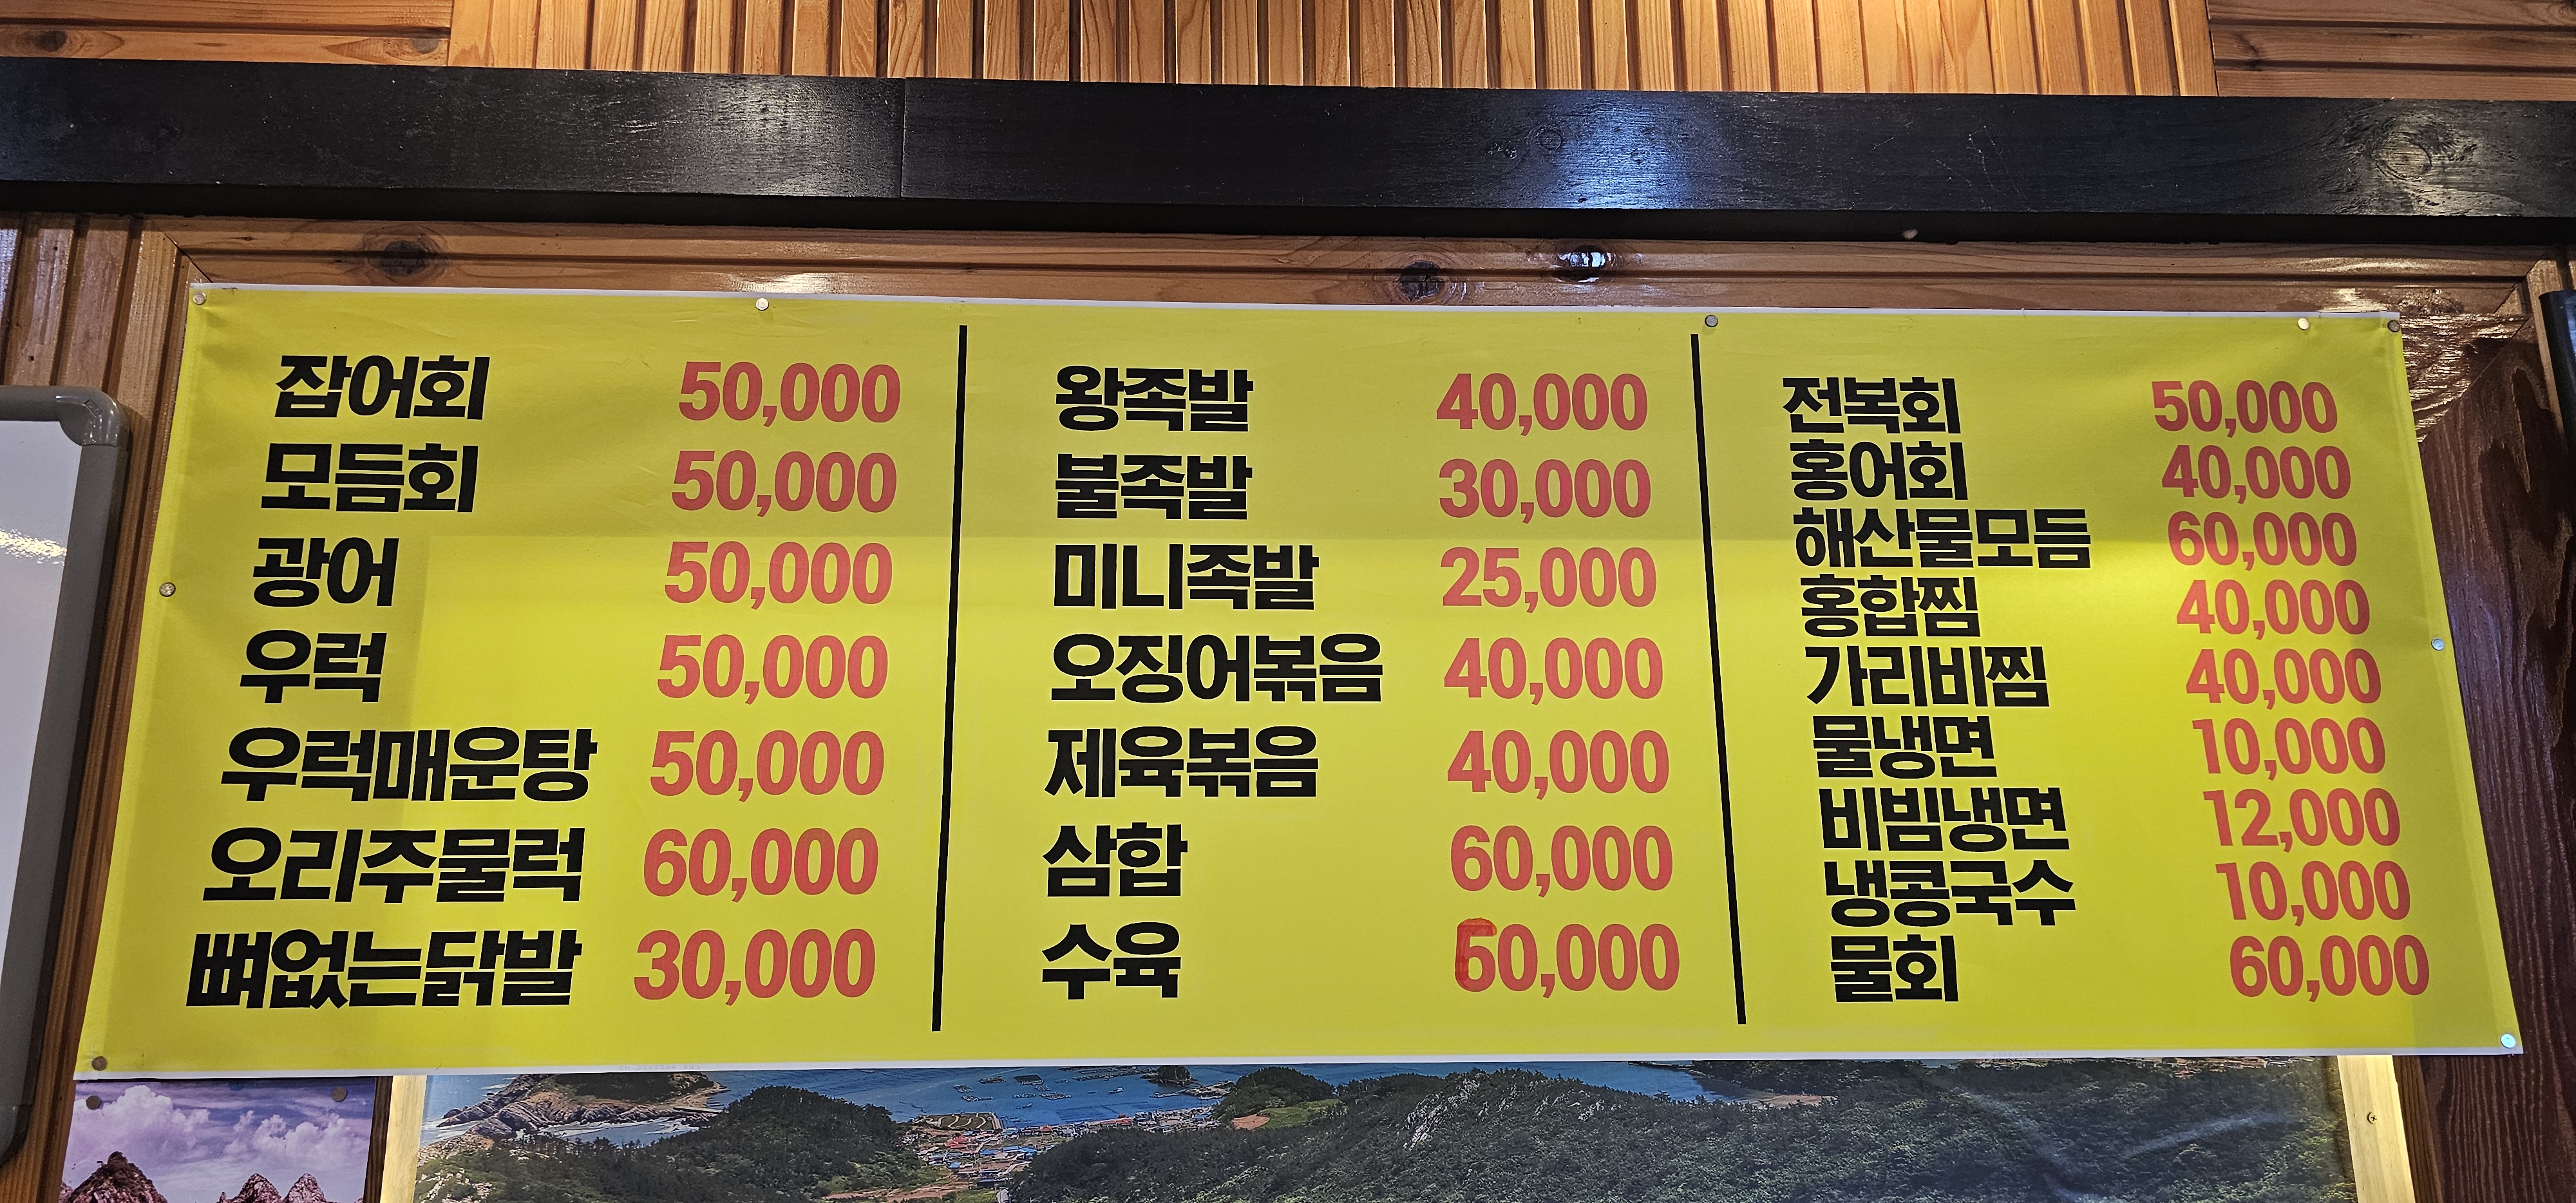 잡어회 50,000
모듬회 50,000
광어 50,000
우럭 50,000
우럭매운탕 50,000
오리주물럭 60,000
뼈없는닭발 30,000
왕족발 40,000
불족발 30,000
미니족발 25,000
오징어볶음 40,000
제육볶음 40,000
삼합 60,000
수육 50,000
전복회 50,000
홍어회 40,000
해산물모듬 60,000
홍합찜 40,000
가리비찜 40,000
물냉면 10,000
비빔냉면 12,000
냉콩국수 10,000
물회 60,000